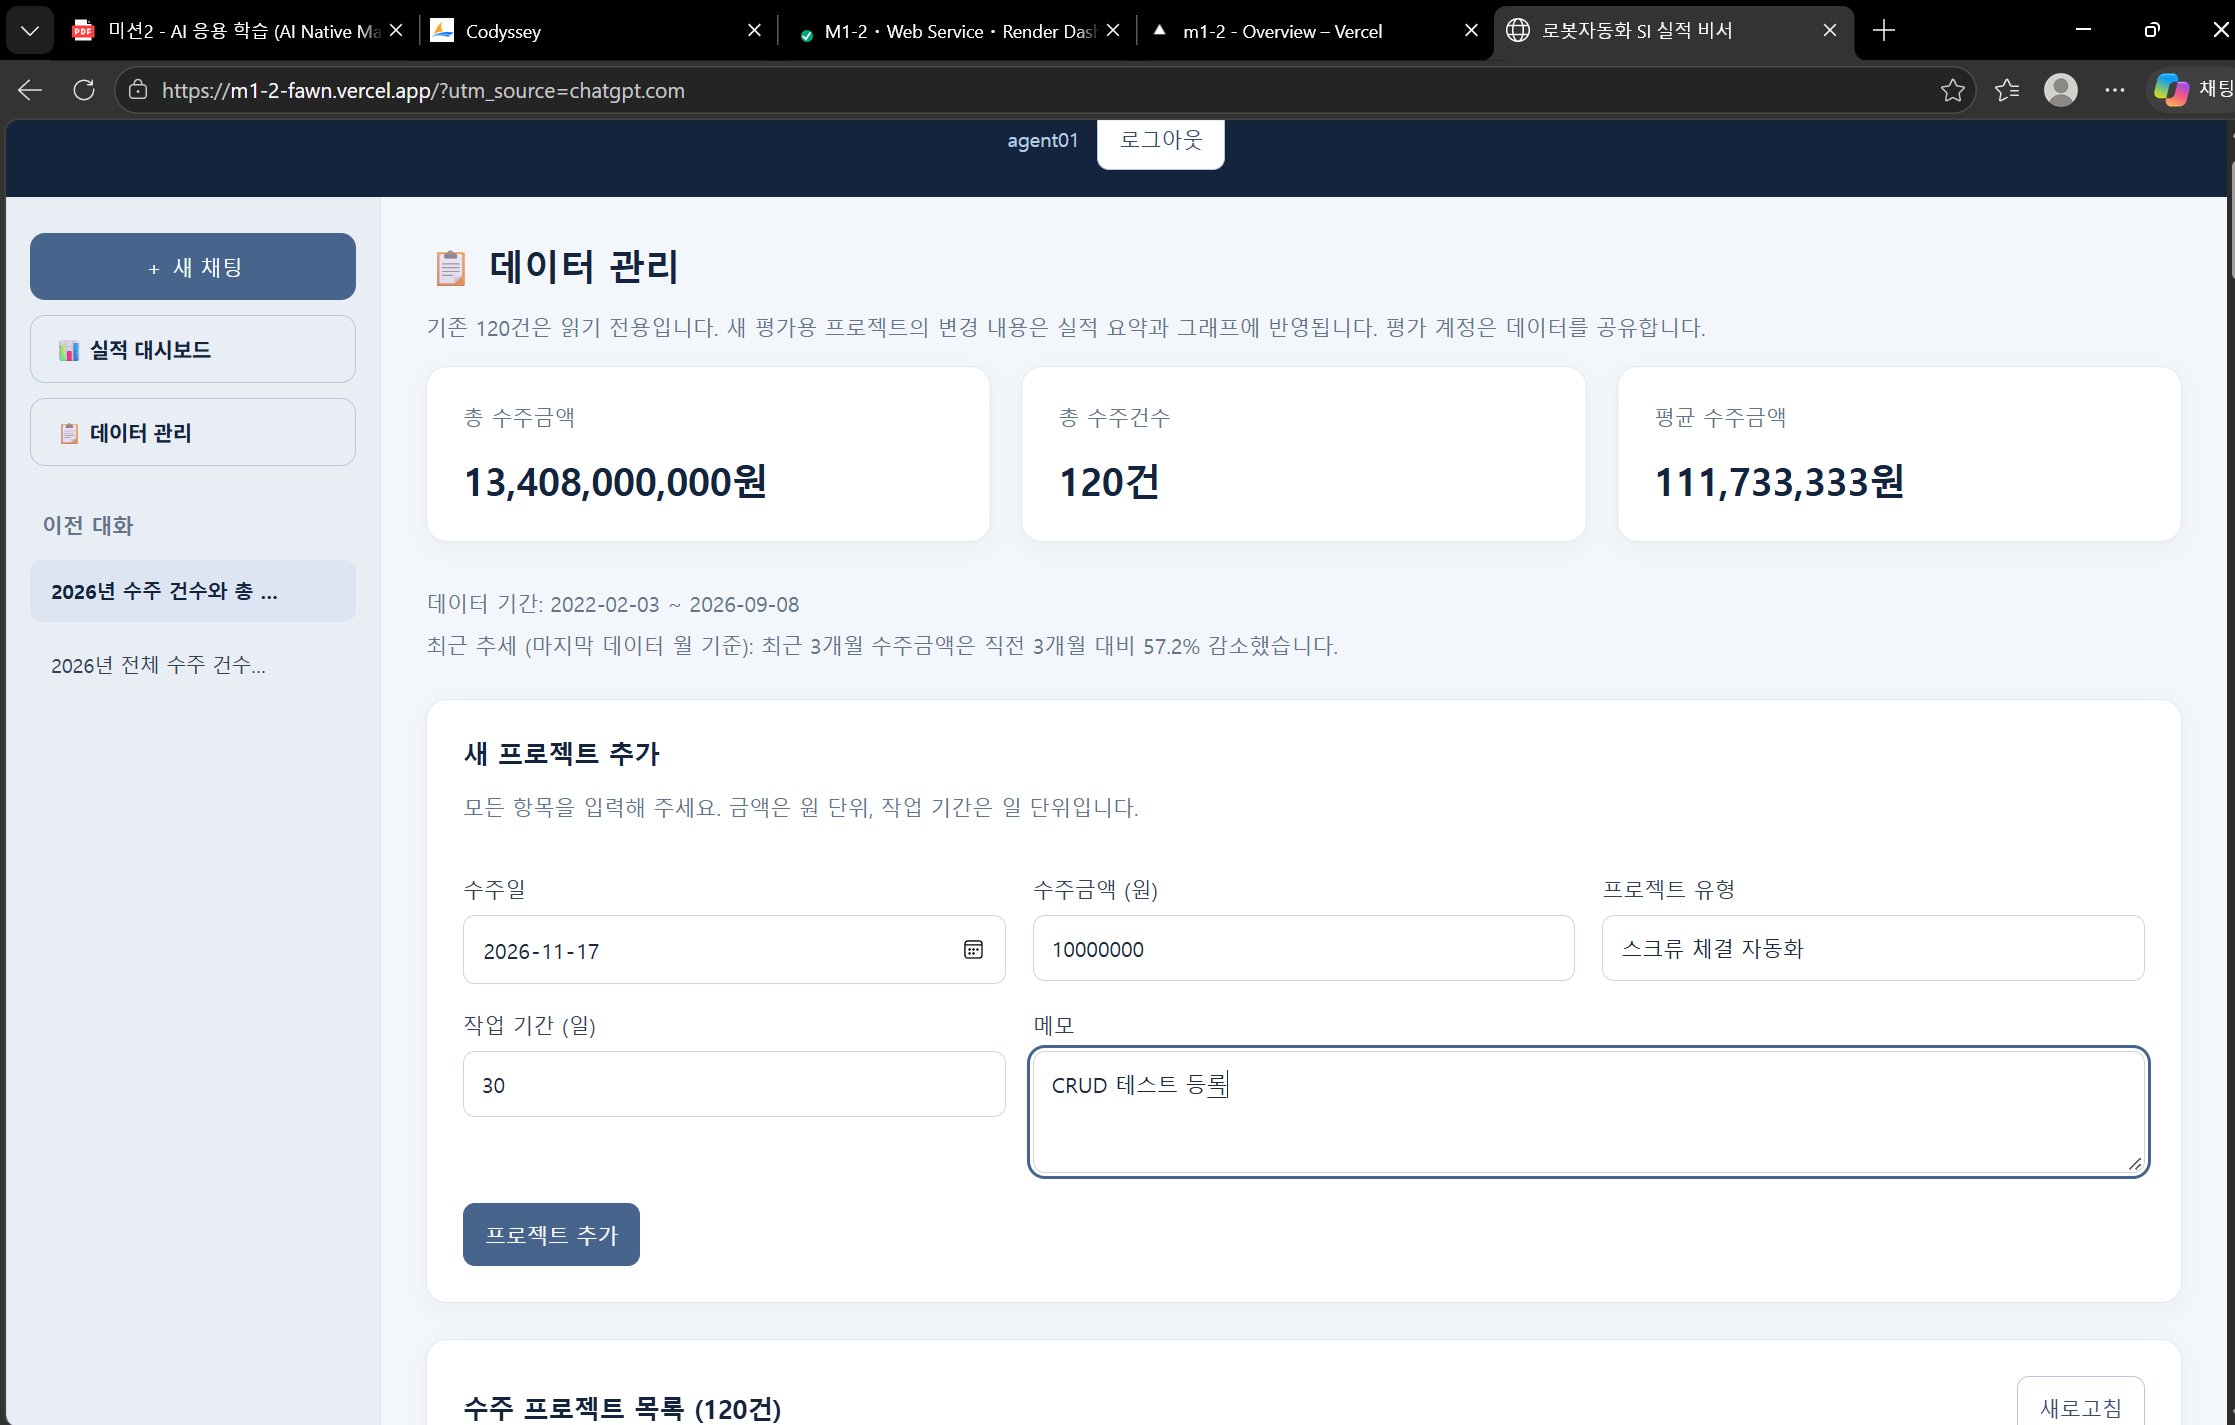 미션2 - AI 응용 학습 (AI Native Ma
Codyssey
M1-2 • Web Service • Render Dash
m1-2 - Overview – Vercel
로봇자동화 SI 실적 비서
https://m1-2-fawn.vercel.app/?utm_source=chatgpt.com
채팅
agent01
로그아웃
+ 새 채팅
실적 대시보드
데이터 관리
이전 대화
2026년 수주 건수와 총 ...
2026년 전체 수주 건수...
데이터 관리
기존 120건은 읽기 전용입니다. 새 평가용 프로젝트의 변경 내용은 실적 요약과 그래프에 반영됩니다. 평가 계정은 데이터를 공유합니다.
총 수주금액
13,408,000,000원
총 수주건수
120건
평균 수주금액
111,733,333원
데이터 기간: 2022-02-03 ~ 2026-09-08
최근 추세 (마지막 데이터 월 기준): 최근 3개월 수주금액은 직전 3개월 대비 57.2% 감소했습니다.
새 프로젝트 추가
모든 항목을 입력해 주세요. 금액은 원 단위, 작업 기간은 일 단위입니다.
수주일
2026-11-17
수주금액 (원)
10000000
프로젝트 유형
스크류 체결 자동화
작업 기간 (일)
30
메모
CRUD 테스트 등록
프로젝트 추가
수주 프로젝트 목록 (120건)
새로고침